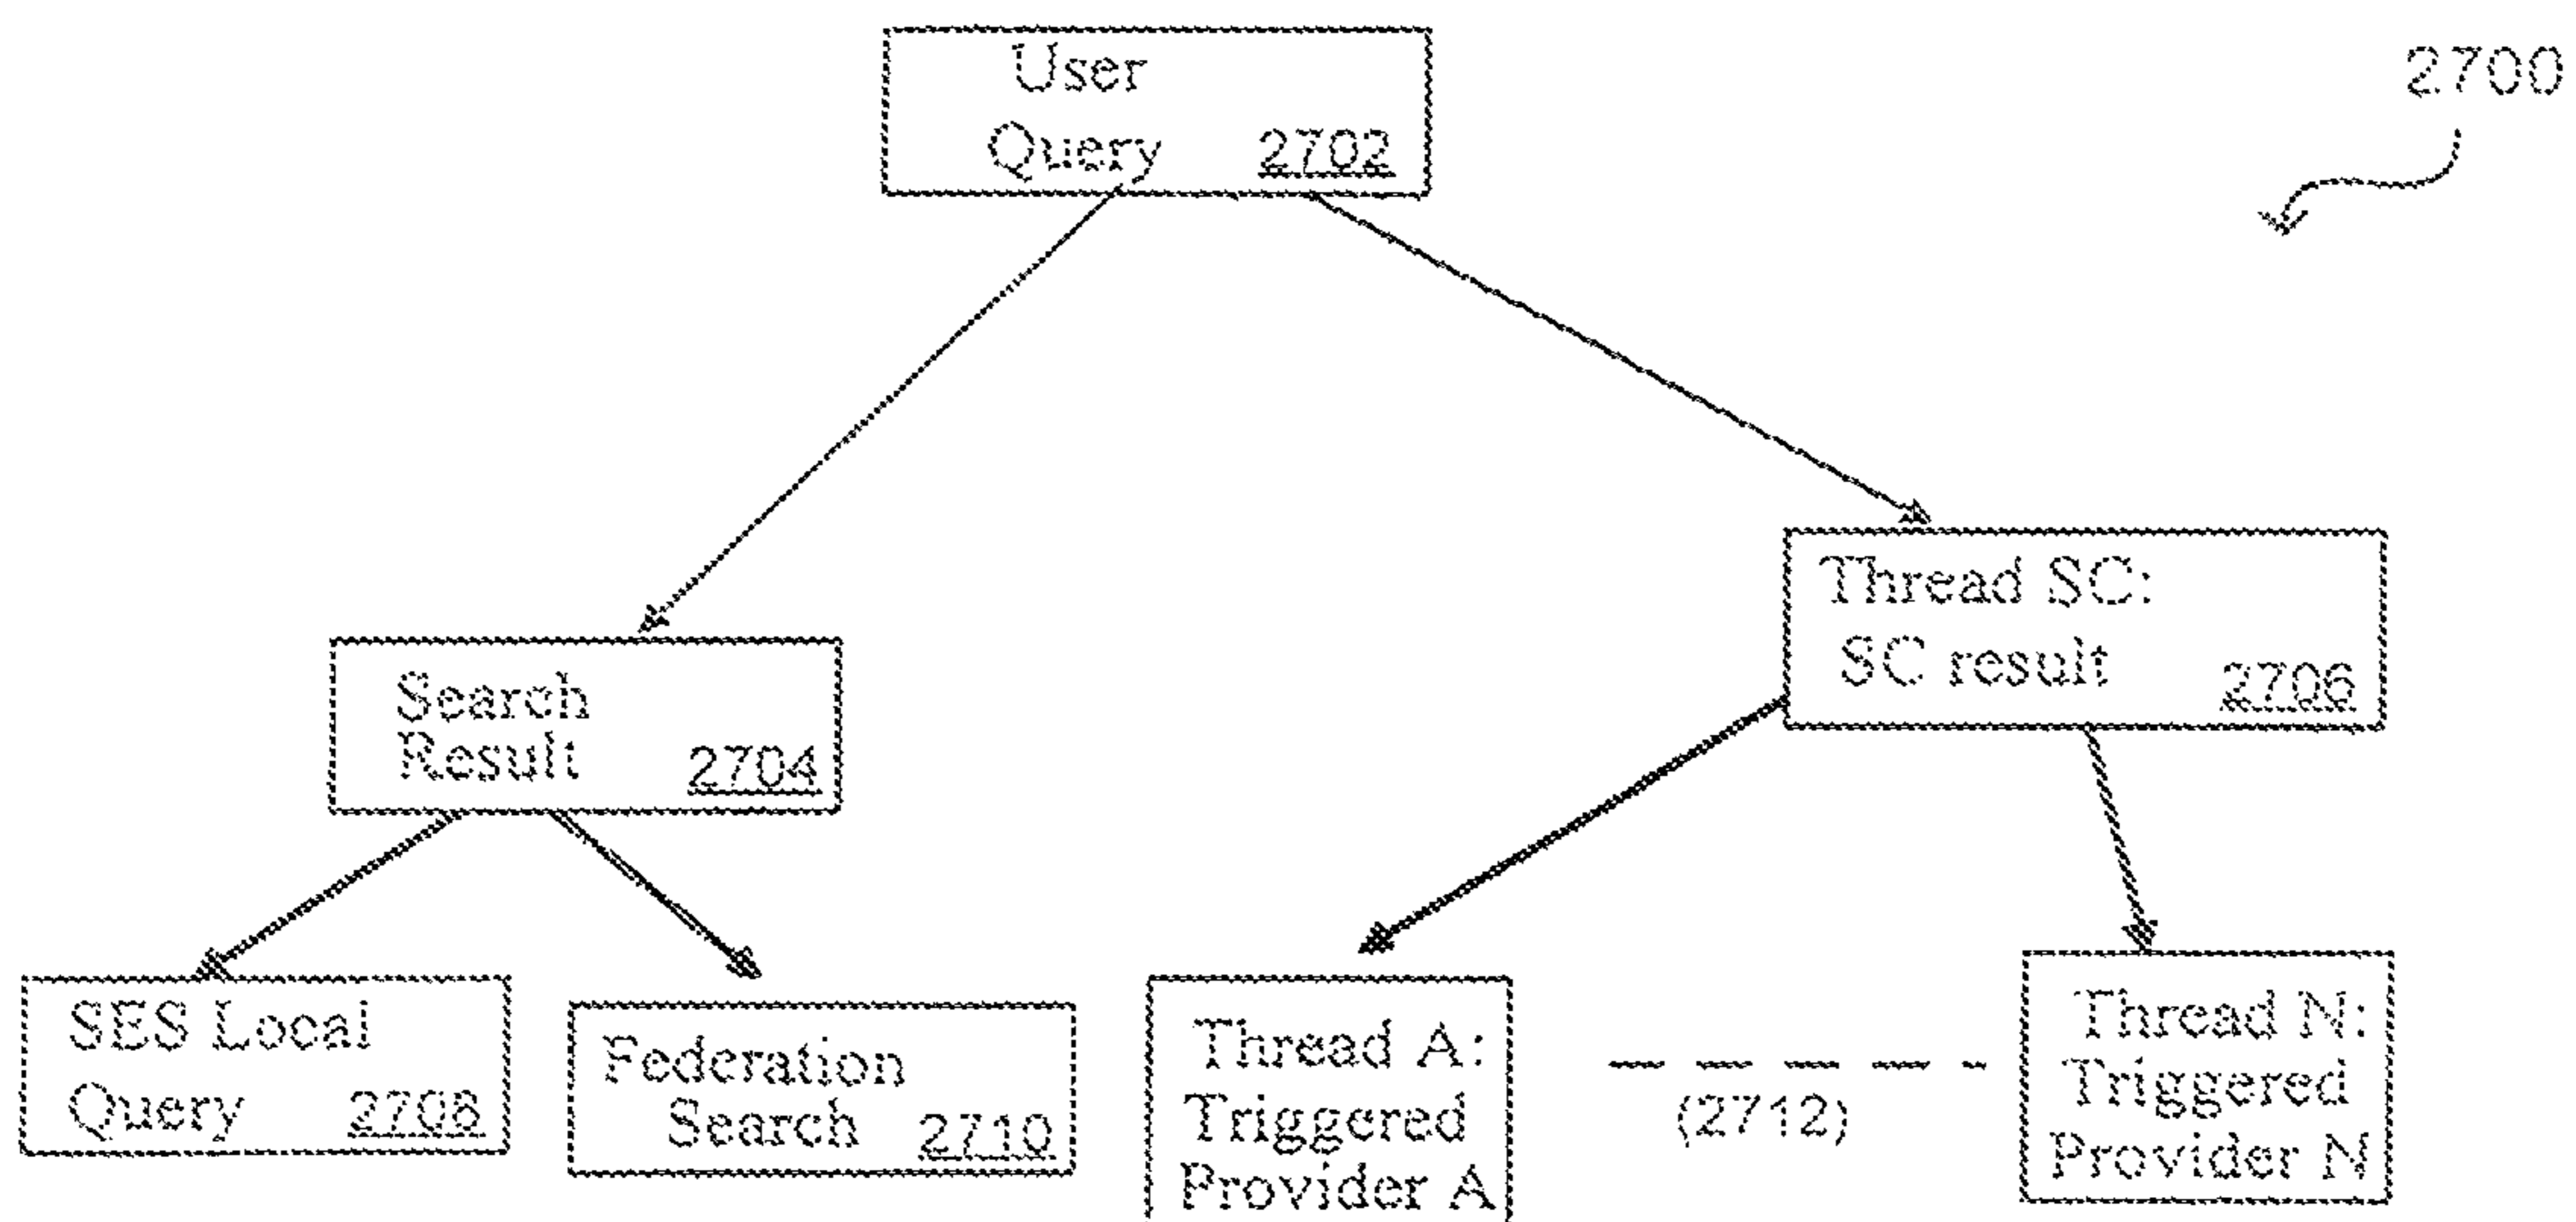 User
Query 2702
2700
Thread SC:
SC result 2706
Search
Result 2704
SES Local
Query 2708
Federation
Search 2710
Thread A:
Triggered
Provider A
(2712)
Thread N:
Triggered
Provider N